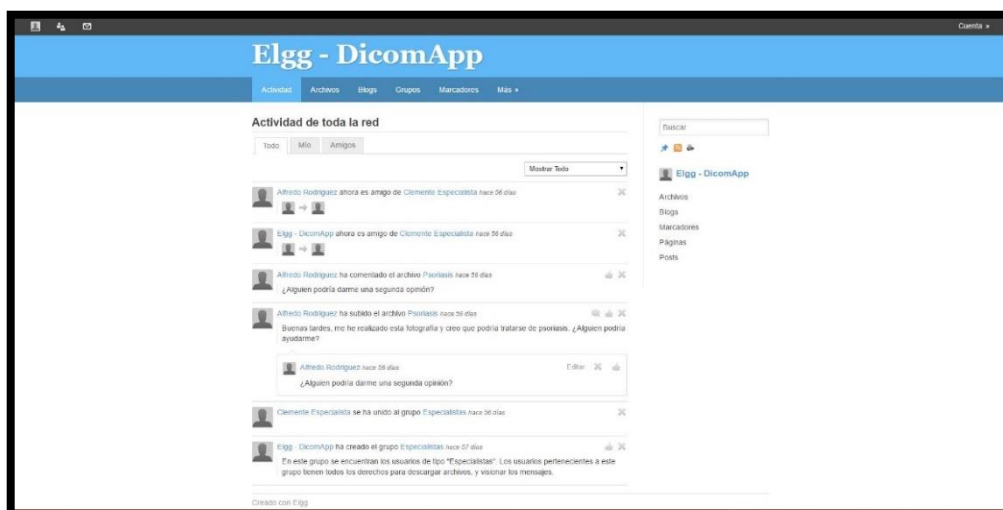 Cuenta »
Elgg - DicomApp
Actividad Archivos Blogs Grupos Marcadores Más »
Actividad de toda la red
Todo Mío Amigos
Mostrar Todo
Alfredo Rodriguez ahora es amigo de Clemente Especialista hace 56 días
Elgg - DicomApp ahora es amigo de Clemente Especialista hace 56 días
Alfredo Rodriguez ha comentado el archivo Psoriasis hace 56 días
¿Alguien podría darme una segunda opinión?
Alfredo Rodriguez ha subido el archivo Psoriasis hace 56 días
Buenas tardes, me he realizado esta fotografía y creo que podría tratarse de psoriasis. ¿Alguien podría
ayudarme?
Alfredo Rodriguez hace 56 días Editar
¿Alguien podría darme una segunda opinión?
Clemente Especialista se ha unido al grupo Especialistas hace 56 días
Elgg - DicomApp ha creado el grupo Especialistas hace 57 días
En este grupo se encuentran los usuarios de tipo "Especialistas". Los usuarios pertenecientes a este
grupo tienen todos los derechos para descargar archivos, y visionar los mensajes.
Buscar
Elgg - DicomApp
Archivos
Blogs
Marcadores
Páginas
Posts
Creado con Elgg